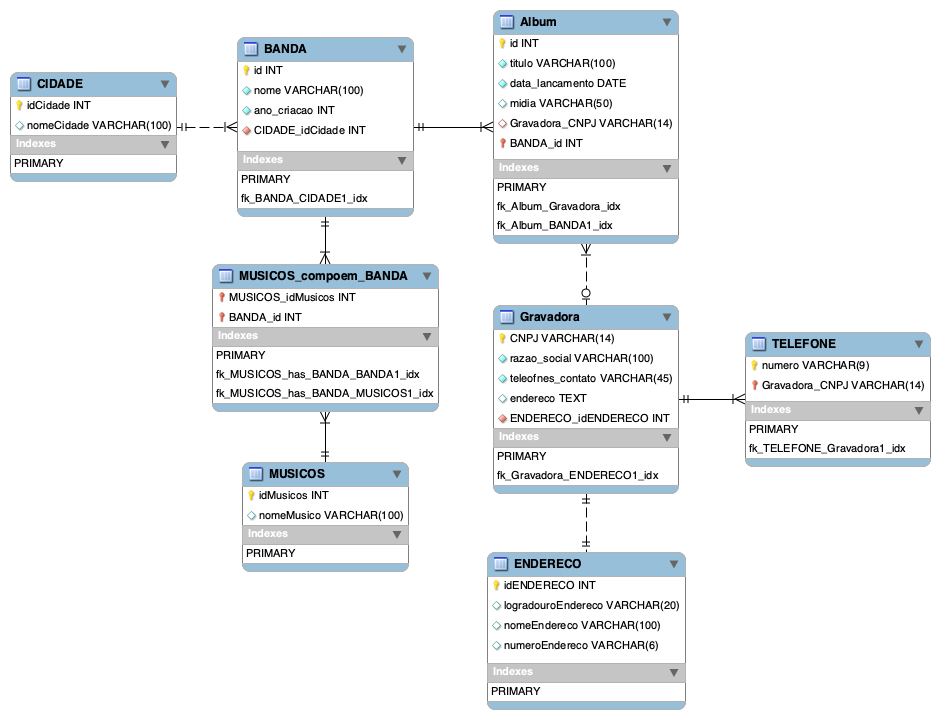 CIDADE
idCidade INT
nomeCidade VARCHAR(100)
Indexes
PRIMARY
BANDA
id INT
nome VARCHAR(100)
ano_criacao INT
CIDADE_idCidade INT
Indexes
PRIMARY
fk_BANDA_CIDADE1_idx
Album
id INT
titulo VARCHAR(100)
data_lancamento DATE
midia VARCHAR(50)
Gravadora_CNPJ VARCHAR(14)
BANDA_id INT
Indexes
PRIMARY
fk_Album_Gravadora_idx
fk_Album_BANDA1_idx
MUSICOS_compoem_BANDA
MUSICOS_idMusicos INT
BANDA_id INT
Indexes
PRIMARY
fk_MUSICOS_has_BANDA_BANDA1_idx
fk_MUSICOS_has_BANDA_MUSICOS1_idx
Gravadora
CNPJ VARCHAR(14)
razao_social VARCHAR(100)
teleofnes_contato VARCHAR(45)
endereco TEXT
ENDERECO_idENDERECO INT
Indexes
PRIMARY
fk_Gravadora_ENDERECO1_idx
TELEFONE
numero VARCHAR(9)
Gravadora_CNPJ VARCHAR(14)
Indexes
PRIMARY
fk_TELEFONE_Gravadora1_idx
MUSICOS
idMusicos INT
nomeMusico VARCHAR(100)
Indexes
PRIMARY
ENDERECO
idENDERECO INT
logradouroEndereco VARCHAR(20)
nomeEndereco VARCHAR(100)
numeroEndereco VARCHAR(6)
Indexes
PRIMARY